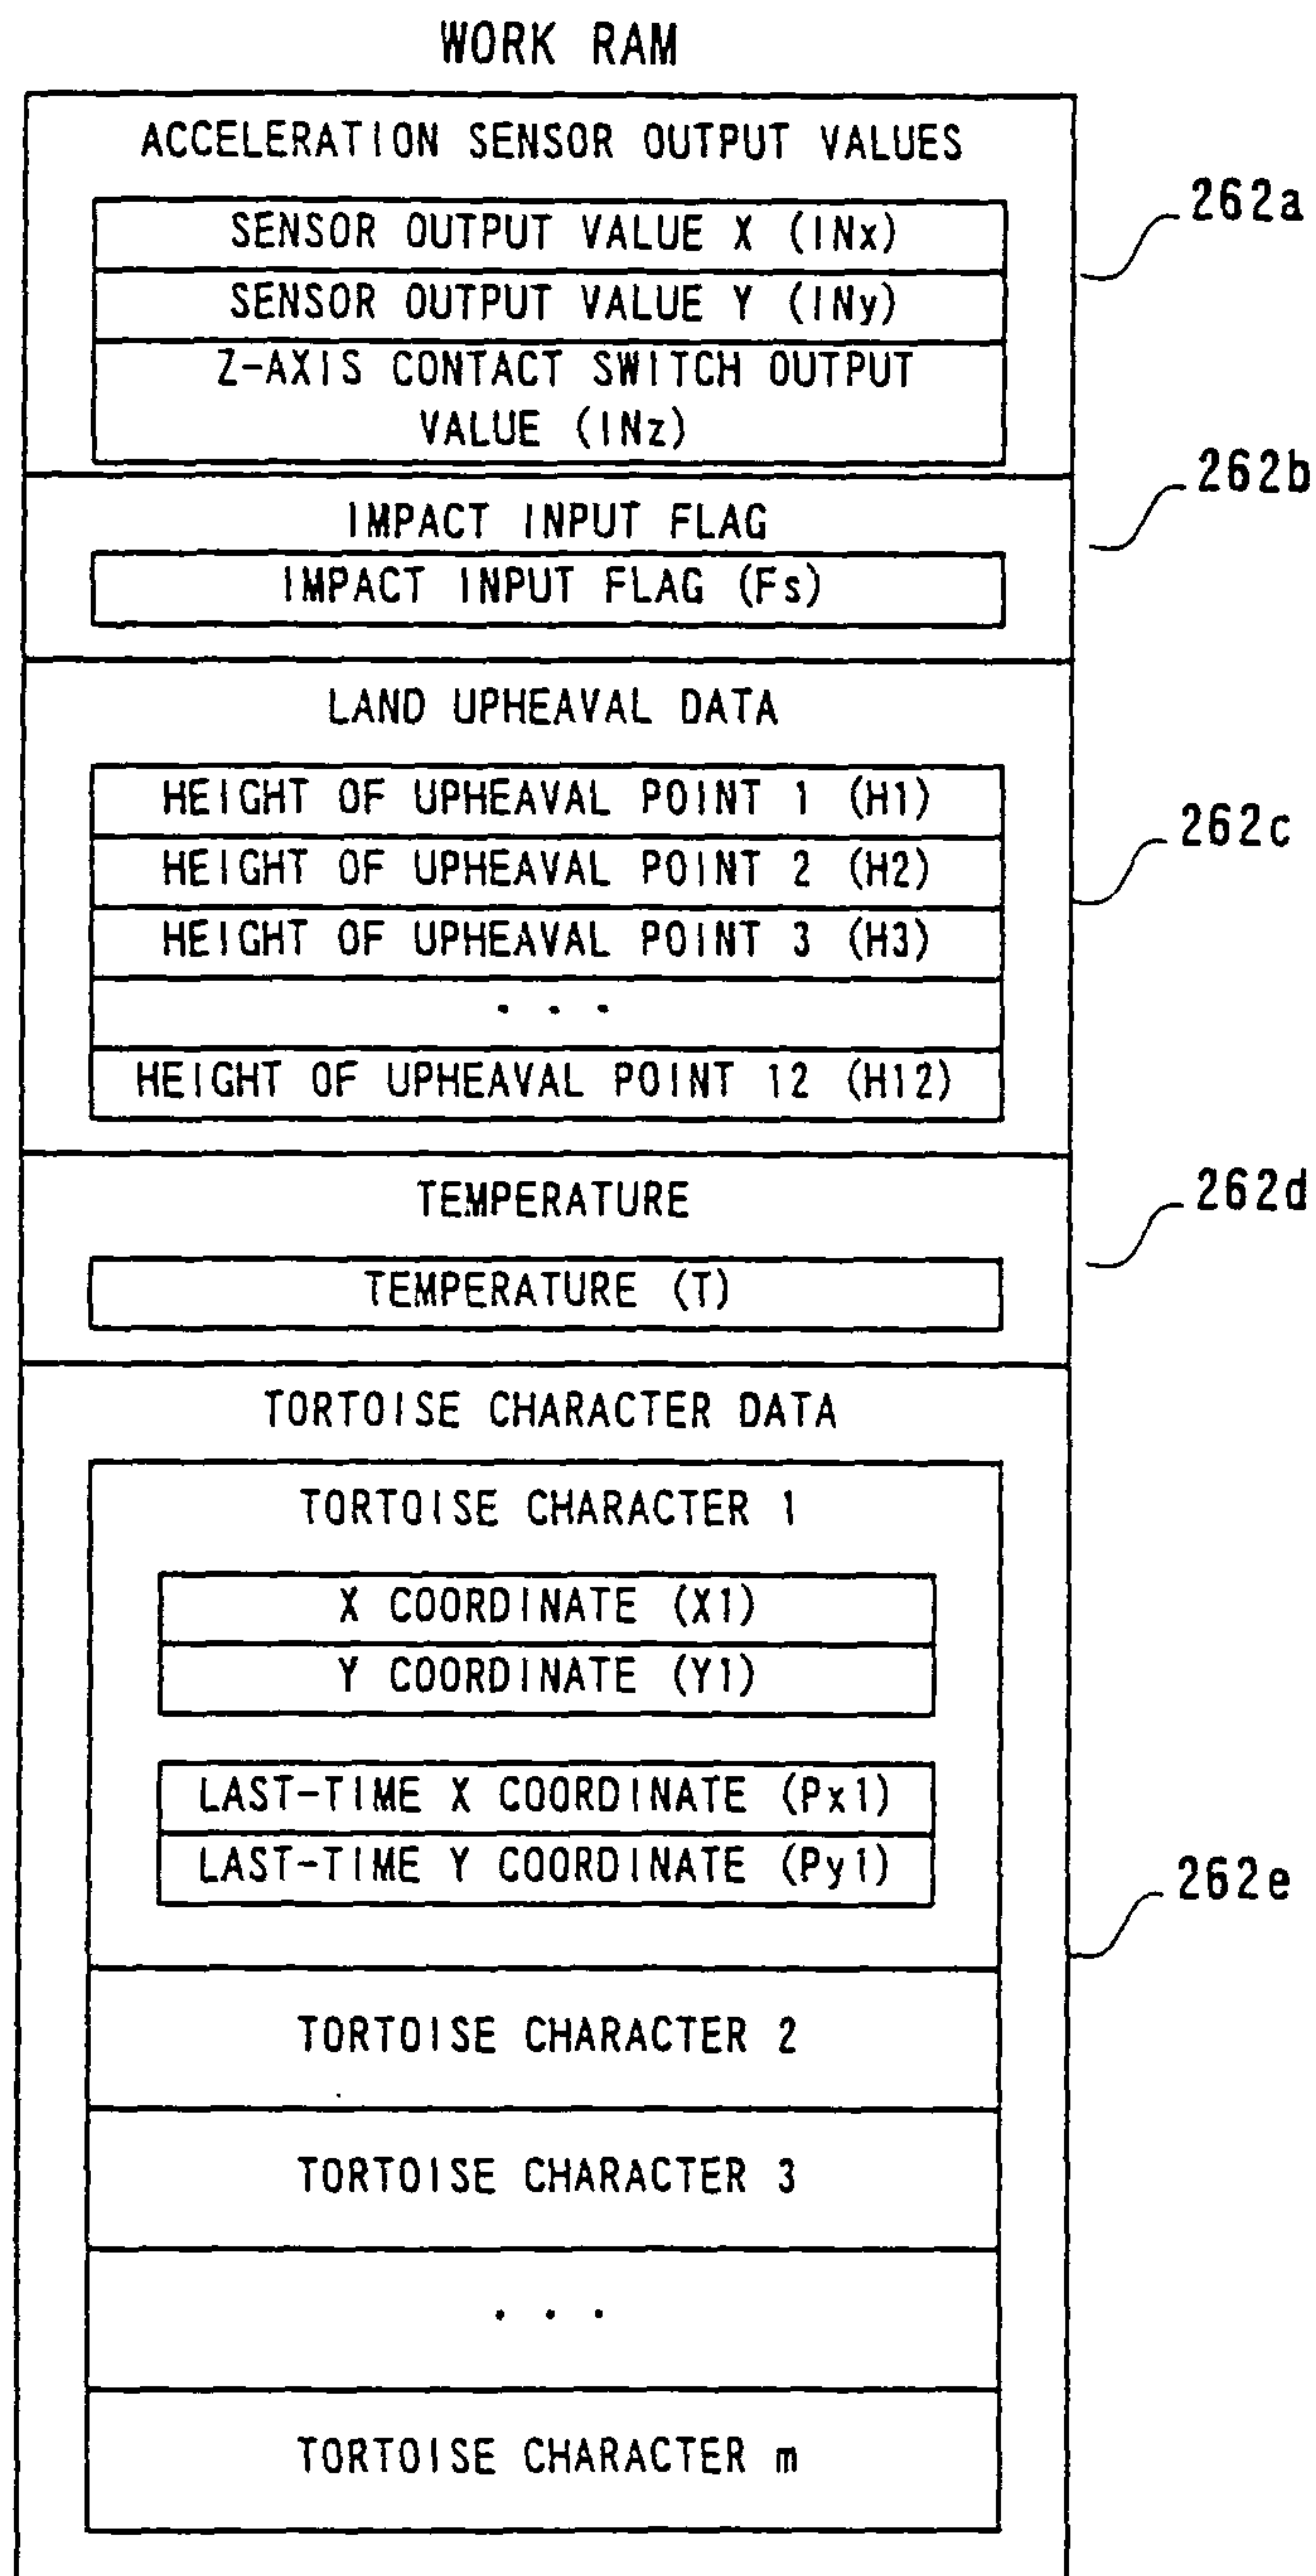 WORK RAM
ACCELERATION SENSOR OUTPUT VALUES
SENSOR OUTPUT VALUE X (INx)
SENSOR OUTPUT VALUE Y (INy)
Z-AXIS CONTACT SWITCH OUTPUT
VALUE (INz)
262a
IMPACT INPUT FLAG
IMPACT INPUT FLAG (Fs)
262b
LAND UPHEAVAL DATA
HEIGHT OF UPHEAVAL POINT 1 (H1)
HEIGHT OF UPHEAVAL POINT 2 (H2)
HEIGHT OF UPHEAVAL POINT 3 (H3)
. . .
HEIGHT OF UPHEAVAL POINT 12 (H12)
262c
TEMPERATURE
TEMPERATURE (T)
262d
TORTOISE CHARACTER DATA
TORTOISE CHARACTER 1
X COORDINATE (X1)
Y COORDINATE (Y1)
LAST-TIME X COORDINATE (Px1)
LAST-TIME Y COORDINATE (Py1)
262e
TORTOISE CHARACTER 2
TORTOISE CHARACTER 3
. . .
TORTOISE CHARACTER m